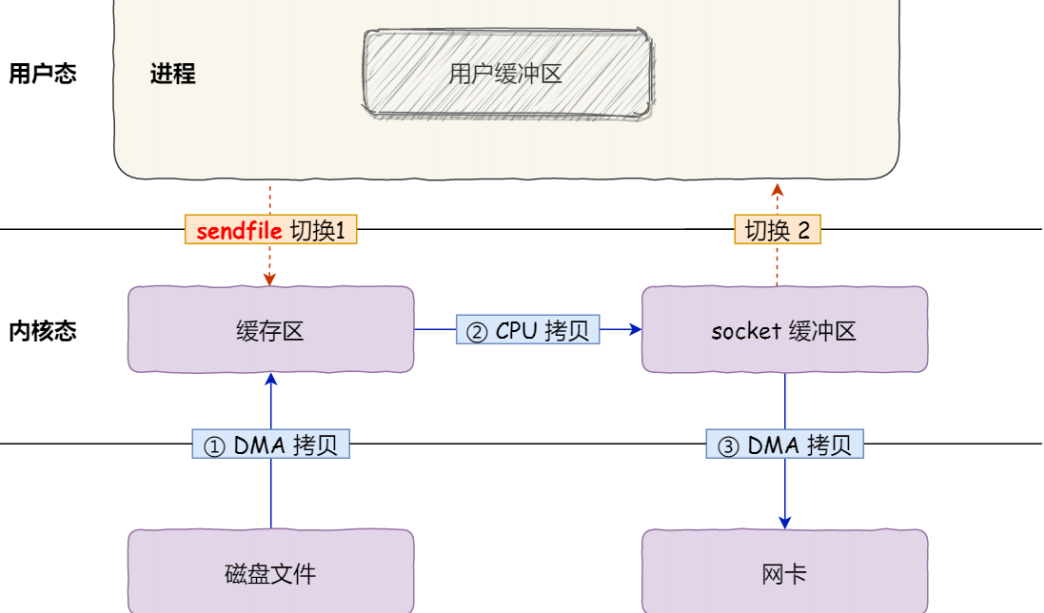 用户态
进程
用户缓冲区
sendfile 切换1
切换 2
内核态
缓存区
② CPU 拷贝
socket 缓冲区
① DMA 拷贝
③ DMA 拷贝
磁盘文件
网卡